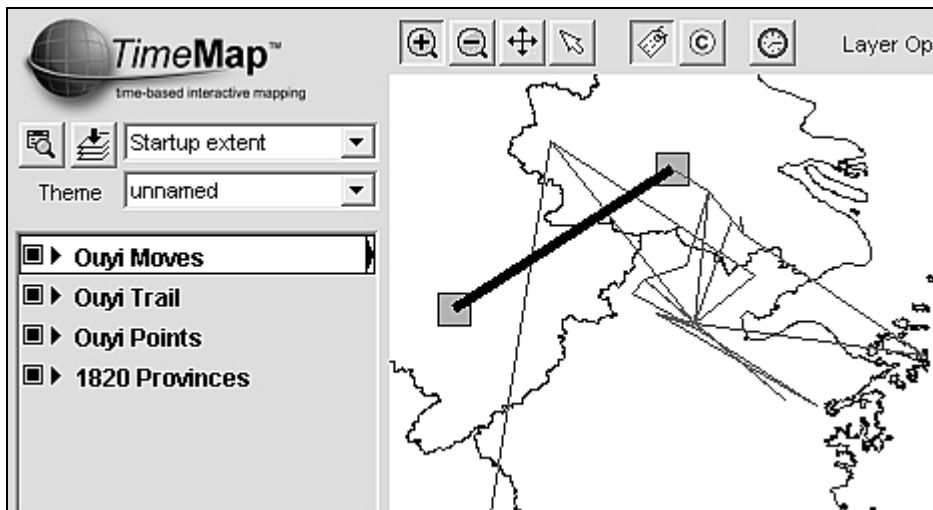 TimeMap™
time-based interactive mapping
Layer Op
Startup extent
Theme unnamed
Ouyi Moves
Ouyi Trail
Ouyi Points
1820 Provinces